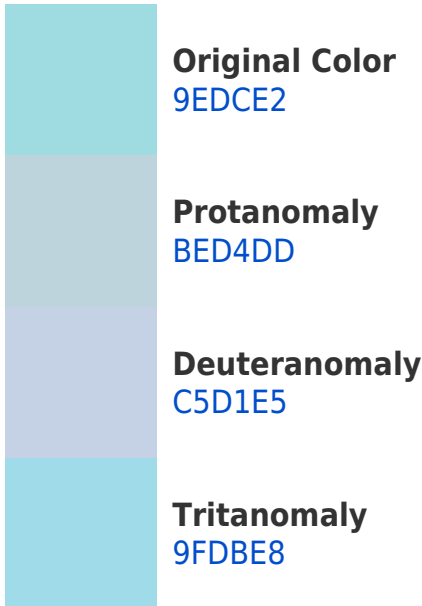 Original Color
9EDCE2
Protanomaly
BED4DD
Deuteranomaly
C5D1E5
Tritanomaly
9FDBE8